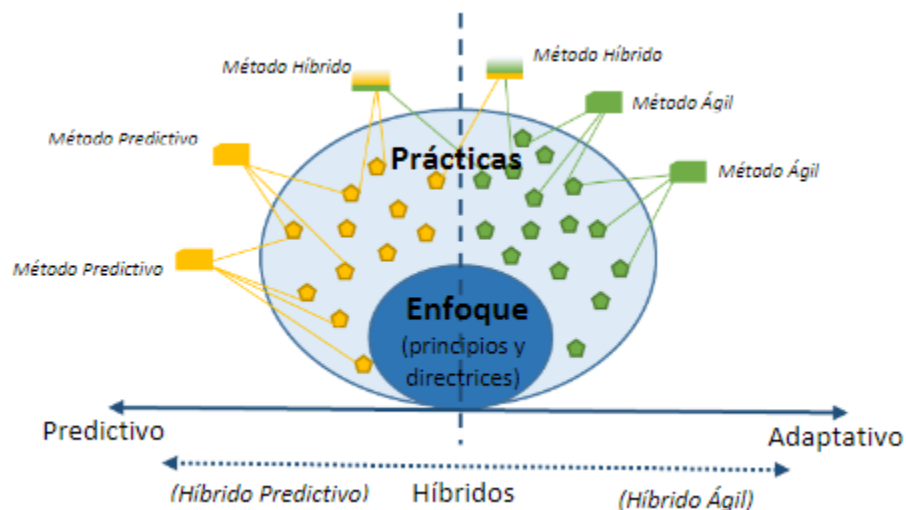 Método Híbrido
Método Híbrido
Método Ágil
Método Predictivo
Prácticas
Método Ágil
Método Predictivo
Enfoque
(principios y
directrices)
Predictivo
Adaptativo
(Híbrido Predictivo)
Híbridos
(Híbrido Ágil)